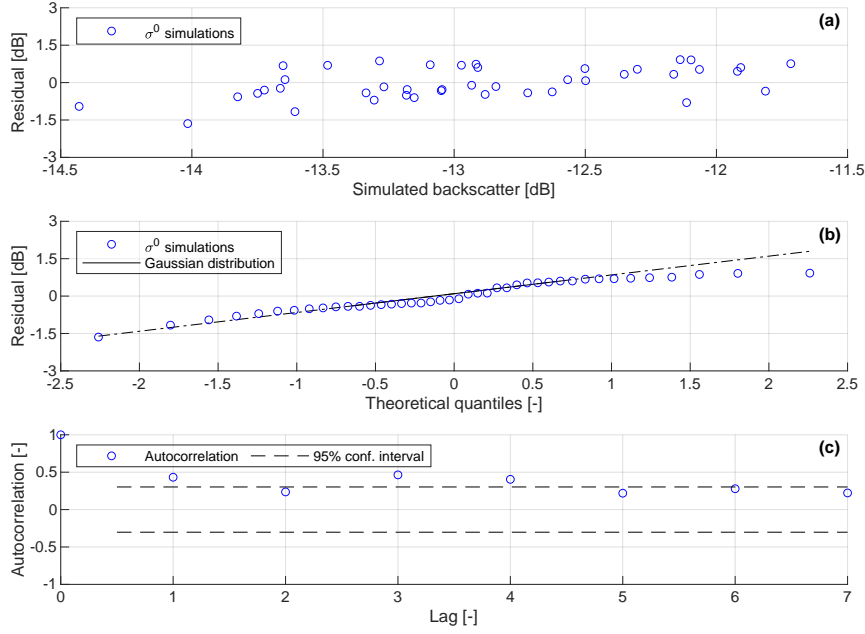 (a)
σ⁰ simulations
Residual [dB]
3
1.5
0
-1.5
-3
-14.5 -14 -13.5 -13 -12.5 -12 -11.5
Simulated backscatter [dB]
(b)
σ⁰ simulations
Gaussian distribution
Residual [dB]
3
1.5
0
-1.5
-3
-2.5 -2 -1.5 -1 -0.5 0 0.5 1 1.5 2 2.5
Theoretical quantiles [-]
(c)
Autocorrelation 95% conf. interval
Autocorrelation [-]
1
0.5
0
-0.5
-1
0 1 2 3 4 5 6 7
Lag [-]